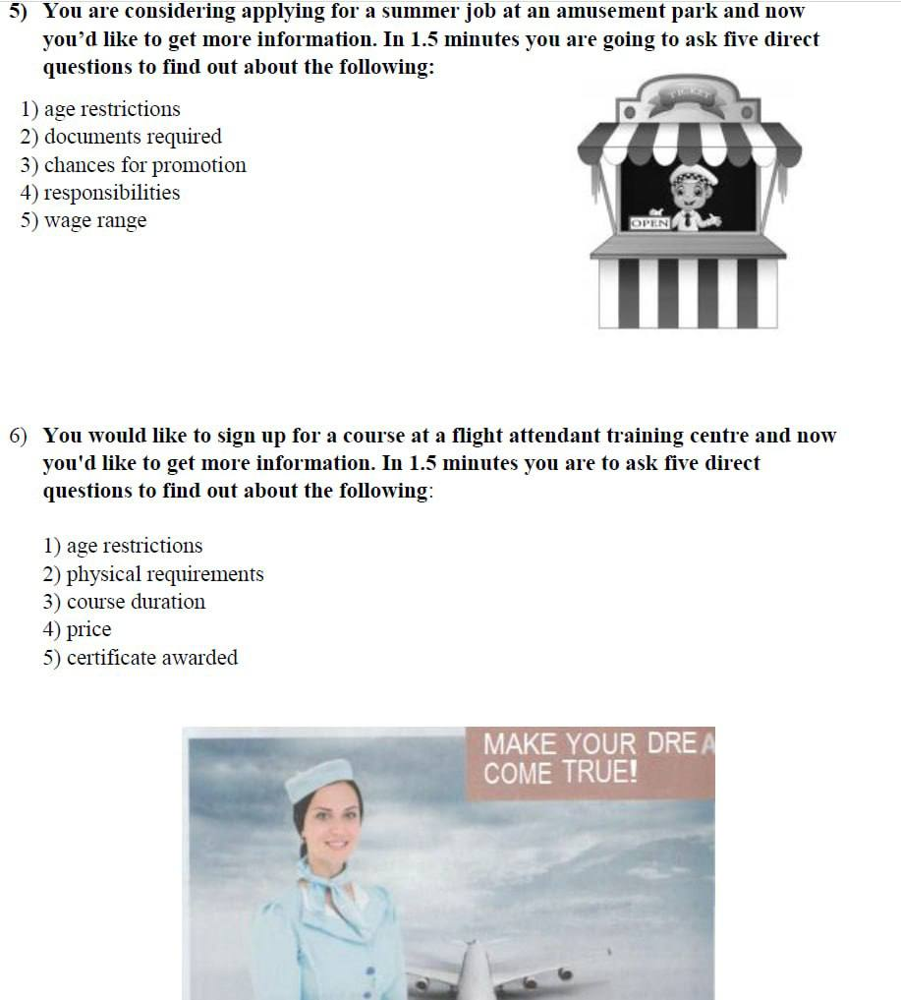 5) You are considering applying for a summer job at an amusement park and now
you’d like to get more information. In 1.5 minutes you are going to ask five direct
questions to find out about the following:
1) age restrictions
2) documents required
3) chances for promotion
4) responsibilities
5) wage range
TICKET
OPEN
6) You would like to sign up for a course at a flight attendant training centre and now
you'd like to get more information. In 1.5 minutes you are to ask five direct
questions to find out about the following:
1) age restrictions
2) physical requirements
3) course duration
4) price
5) certificate awarded
MAKE YOUR DREA
COME TRUE!